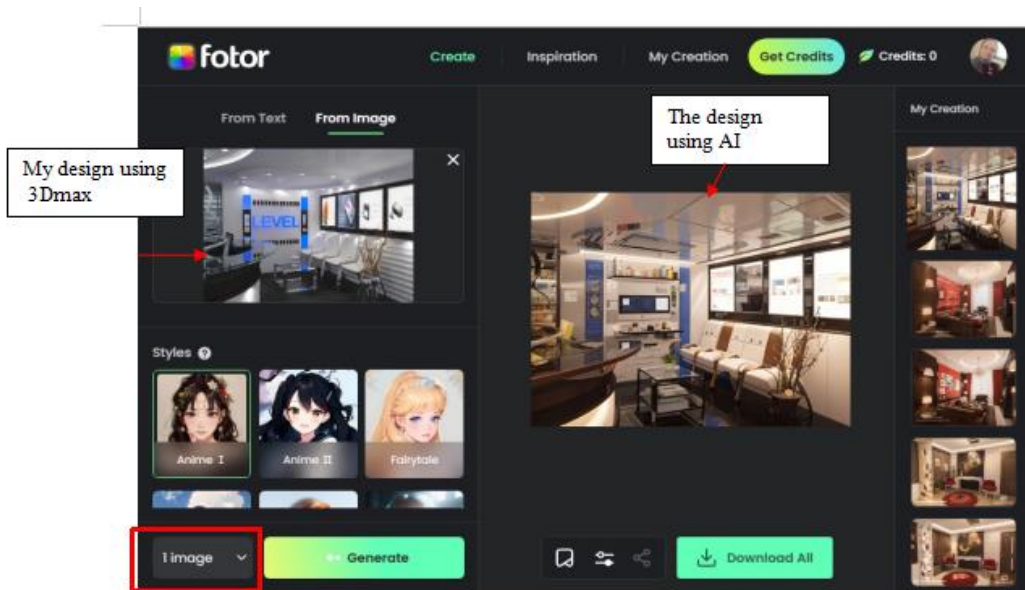 fotor
Create
Inspiration
My Creation
Get Credits
Credits: 0
From Text
From Image
My design using
3Dmax
LEVEL
The design
using AI
My Creation
Styles ?
Anime I
Anime II
Fairytale
1 image
Generate
Download All